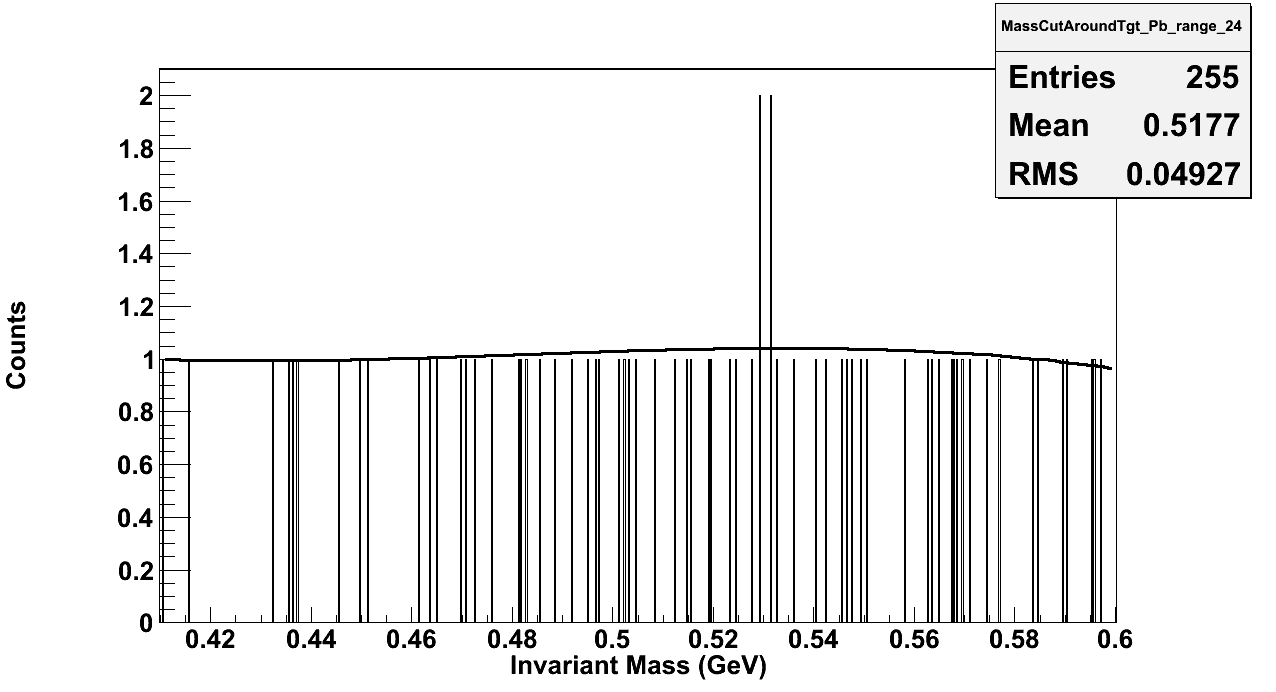 MassCutAroundTgt_Pb_range_24
Entries 255
Mean 0.5177
RMS 0.04927
2
1.8
1.6
1.4
1.2
1
0.8
0.6
0.4
0.2
0
Counts
0.42 0.44 0.46 0.48 0.5 0.52 0.54 0.56 0.58 0.6
Invariant Mass (GeV)